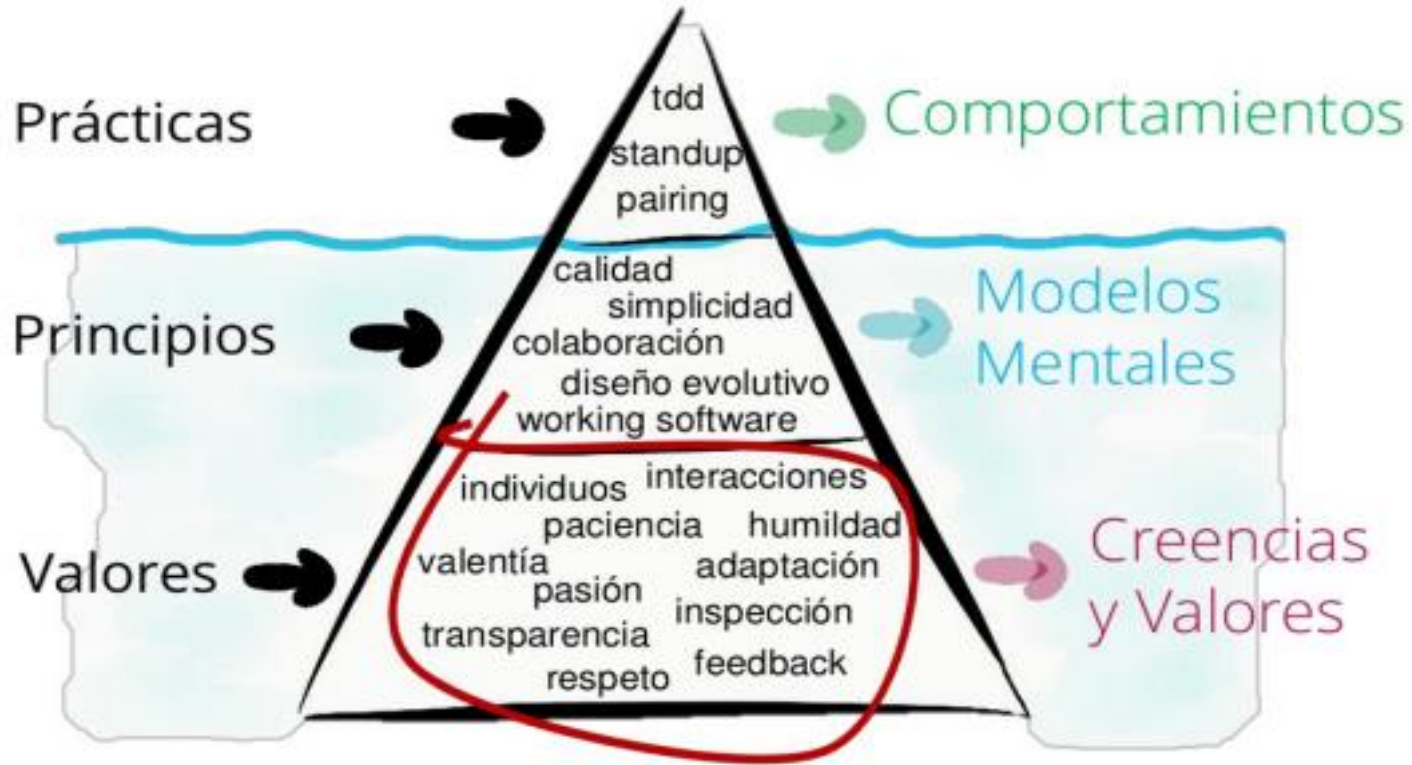 Prácticas
tdd
standup
pairing
Comportamientos
Principios
calidad
simplicidad
colaboración
diseño evolutivo
working software
Modelos
Mentales
Valores
individuos interacciones
paciencia humildad
valentía adaptación
pasión inspección
transparencia
respeto feedback
Creencias
y Valores